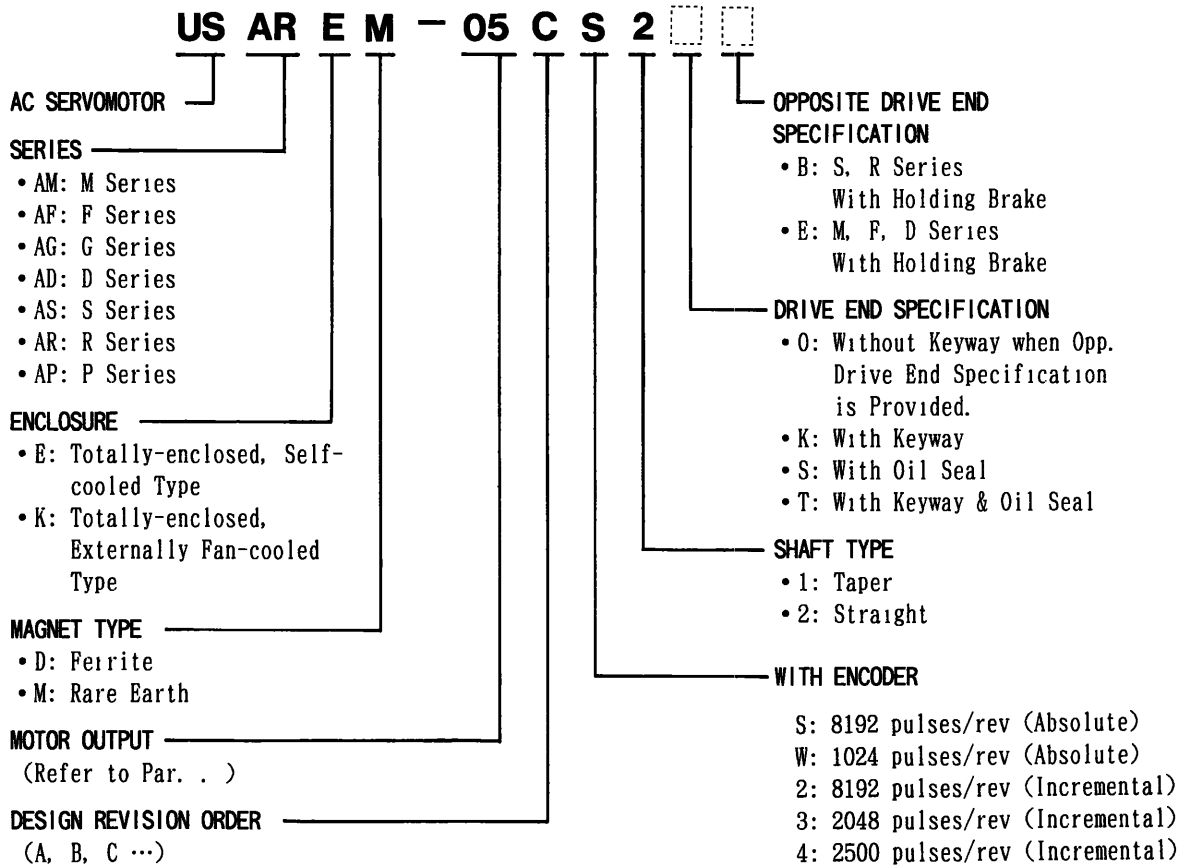 US AR E M - 05 C S 2
AC SERVOMOTOR
SERIES
• AM: M Series
• AF: F Series
• AG: G Series
• AD: D Series
• AS: S Series
• AR: R Series
• AP: P Series
ENCLOSURE
• E: Totally-enclosed, Self-
cooled Type
• K: Totally-enclosed,
Externally Fan-cooled
Type
MAGNET TYPE
• D: Ferrite
• M: Rare Earth
MOTOR OUTPUT
(Refer to Par. . )
DESIGN REVISION ORDER
(A, B, C ···)
OPPOSITE DRIVE END
SPECIFICATION
• B: S, R Series
With Holding Brake
• E: M, F, D Series
With Holding Brake
DRIVE END SPECIFICATION
• 0: Without Keyway when Opp.
Drive End Specification
is Provided.
• K: With Keyway
• S: With Oil Seal
• T: With Keyway & Oil Seal
SHAFT TYPE
• 1: Taper
• 2: Straight
WITH ENCODER
S: 8192 pulses/rev (Absolute)
W: 1024 pulses/rev (Absolute)
2: 8192 pulses/rev (Incremental)
3: 2048 pulses/rev (Incremental)
4: 2500 pulses/rev (Incremental)